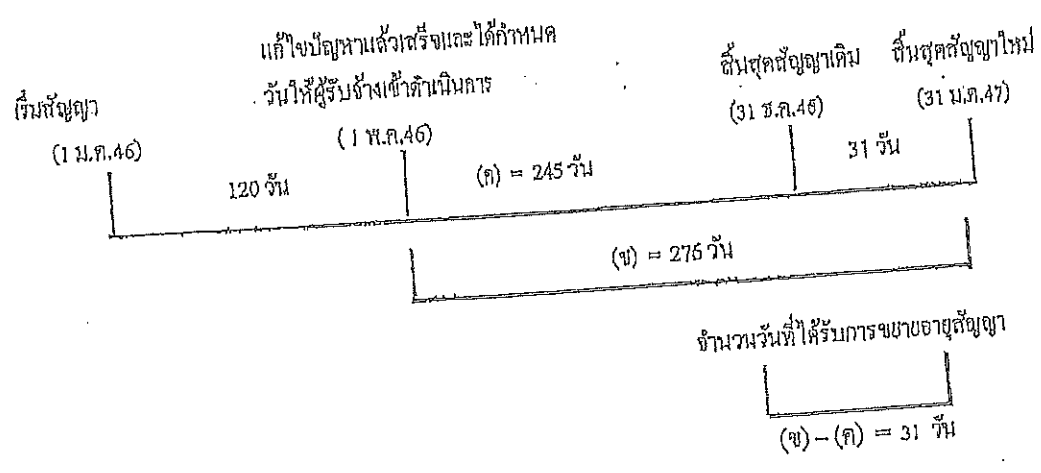 แก้ไขปัญหาแล้วเสร็จและได้กำหนด
วันให้ผู้รับจ้างเข้าดำเนินการ
เริ่มสัญญา
สิ้นสุดสัญญาเดิม
สิ้นสุดสัญญาใหม่
(1 ม.ค.46)
(1 พ.ค.46)
(31 ธ.ค.46)
(31 ม.ค.47)
120 วัน
(ค) = 245 วัน
31 วัน
(ข) = 276 วัน
จำนวนวันที่ได้รับการขยายอายุสัญญา
(ข) – (ค) = 31 วัน